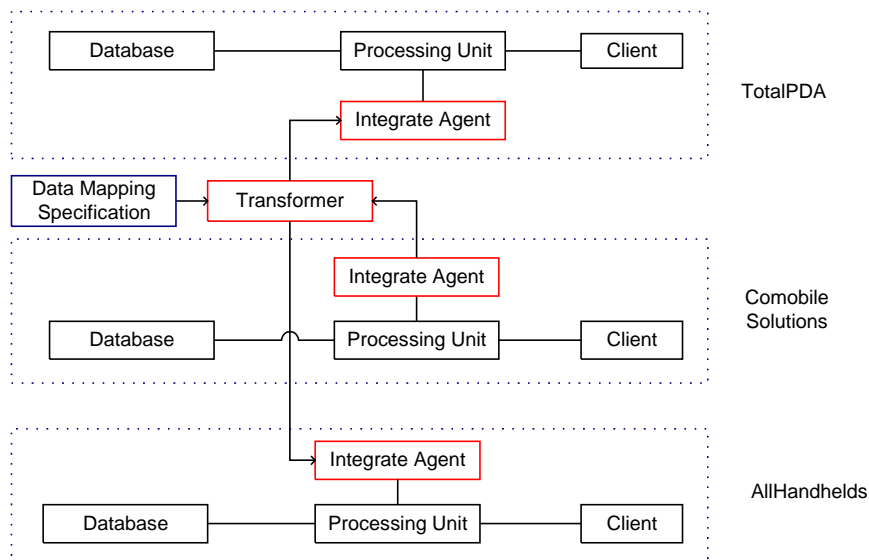 Database
Processing Unit
Client
TotalPDA
Integrate Agent
Data Mapping
Specification
Transformer
Integrate Agent
Comobile
Solutions
Database
Processing Unit
Client
Integrate Agent
AllHandhelds
Database
Processing Unit
Client